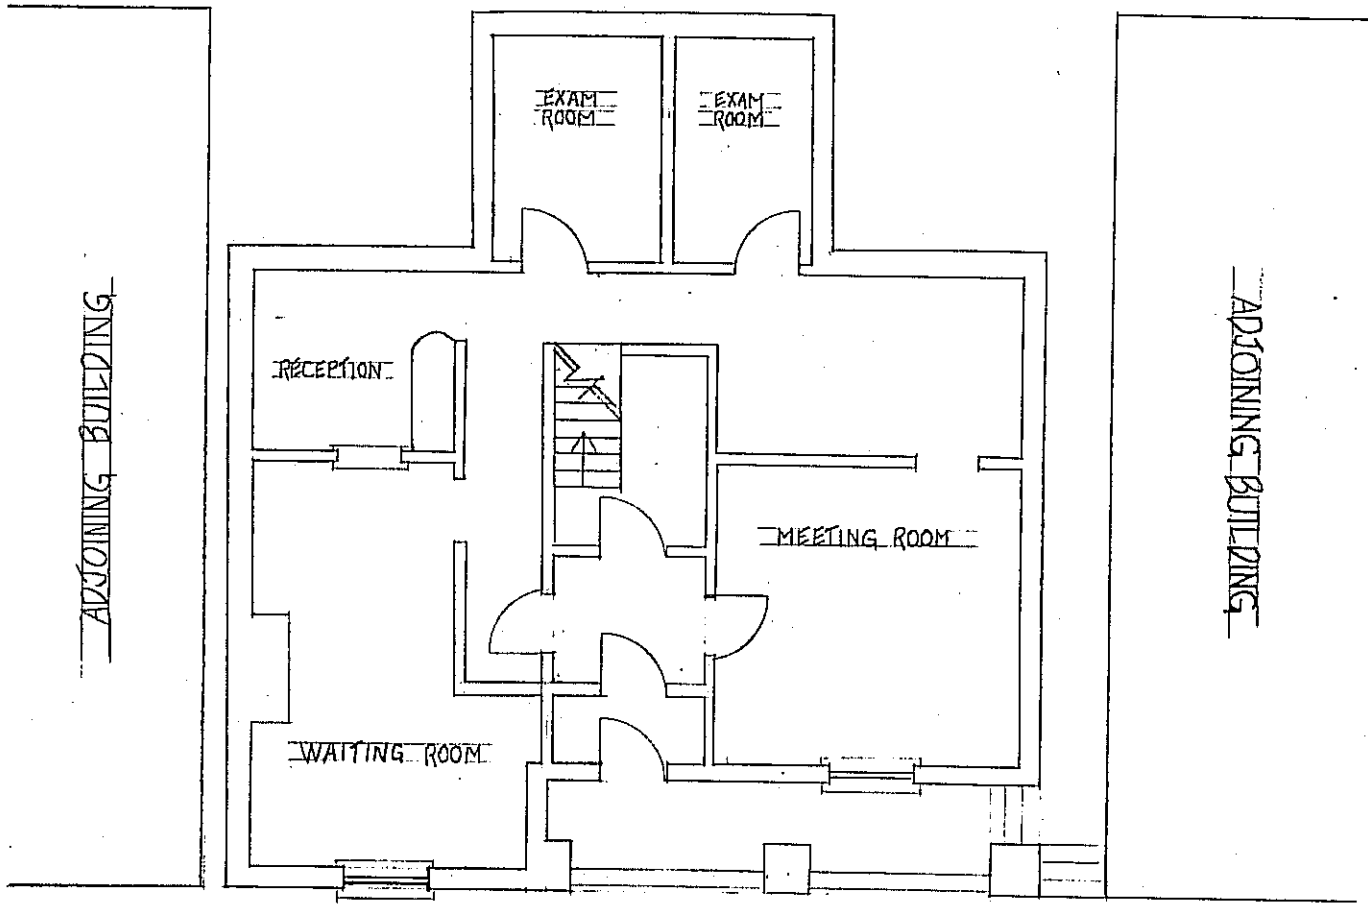 EXAM
ROOM
EXAM
ROOM
RECEPTION
MEETING ROOM
WAITING ROOM
ADJOINING BUILDING
ADJOINING BUILDING